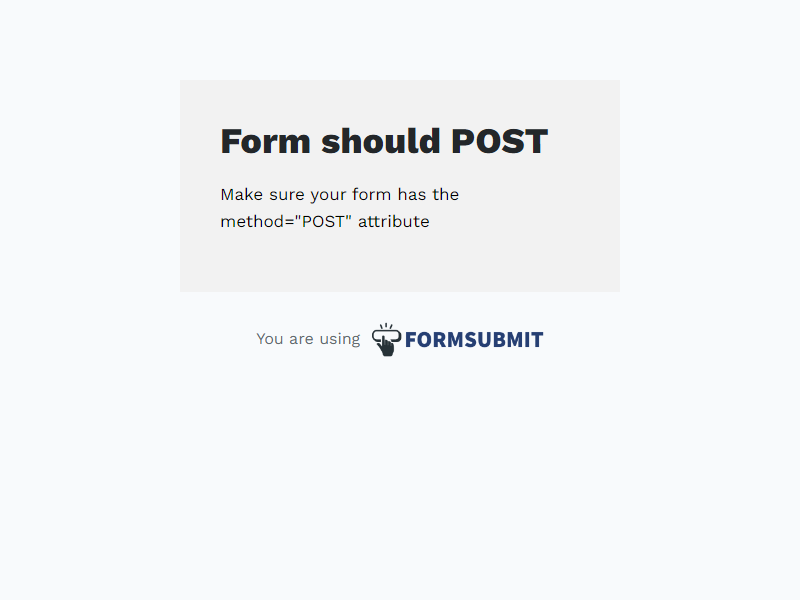 Form should POST
Make sure your form has the
method="POST" attribute
You are using FORMSUBMIT